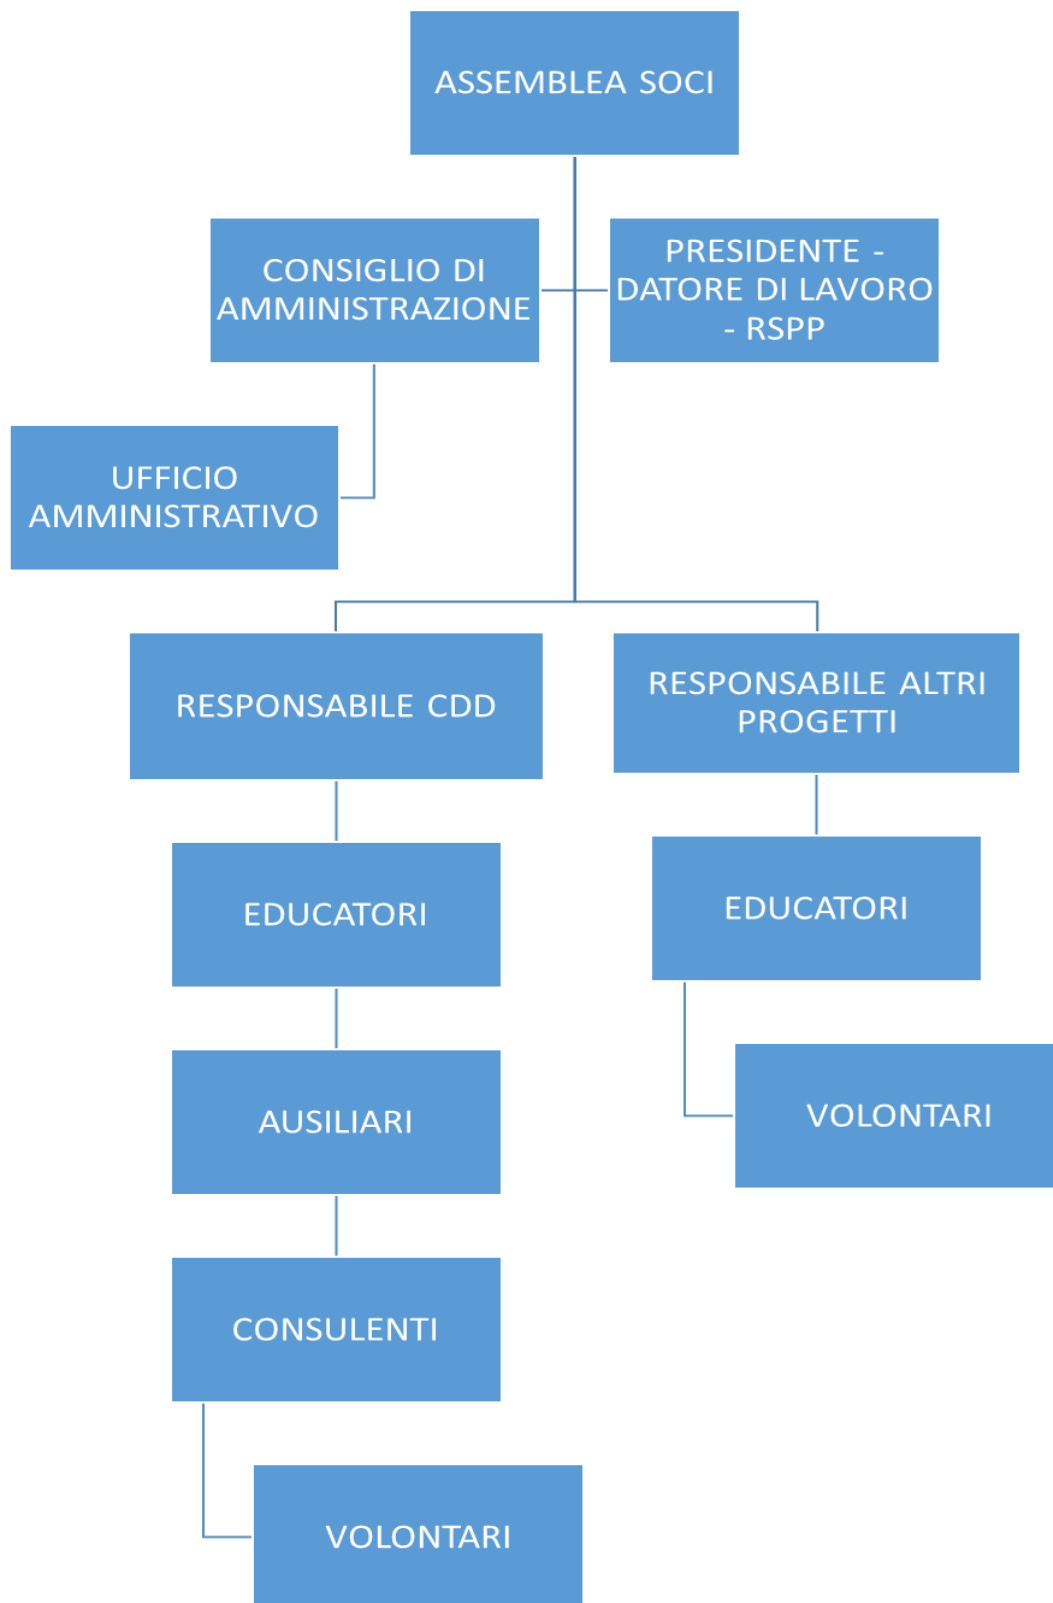 ASSEMBLEA SOCI
CONSIGLIO DI
AMMINISTRAZIONE
PRESIDENTE -
DATORE DI LAVORO
- RSPP
UFFICIO
AMMINISTRATIVO
RESPONSABILE CDD
RESPONSABILE ALTRI
PROGETTI
EDUCATORI
EDUCATORI
AUSILIARI
VOLONTARI
CONSULENTI
VOLONTARI